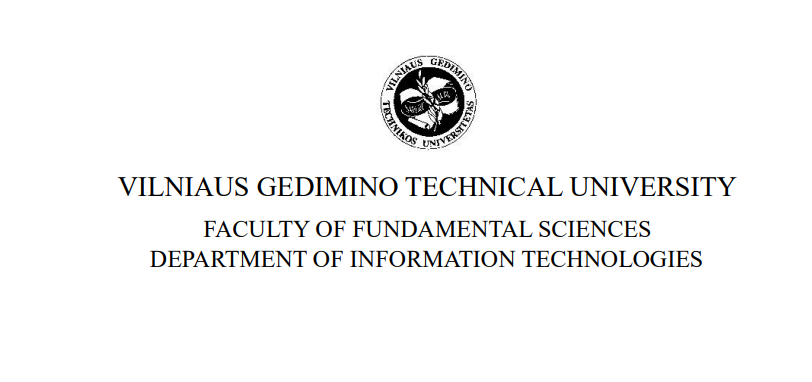 VILNIAUS GEDIMINO
TECHNIKOS UNIVERSITETAS
VILNIAUS GEDIMINO TECHNICAL UNIVERSITY
FACULTY OF FUNDAMENTAL SCIENCES
DEPARTMENT OF INFORMATION TECHNOLOGIES